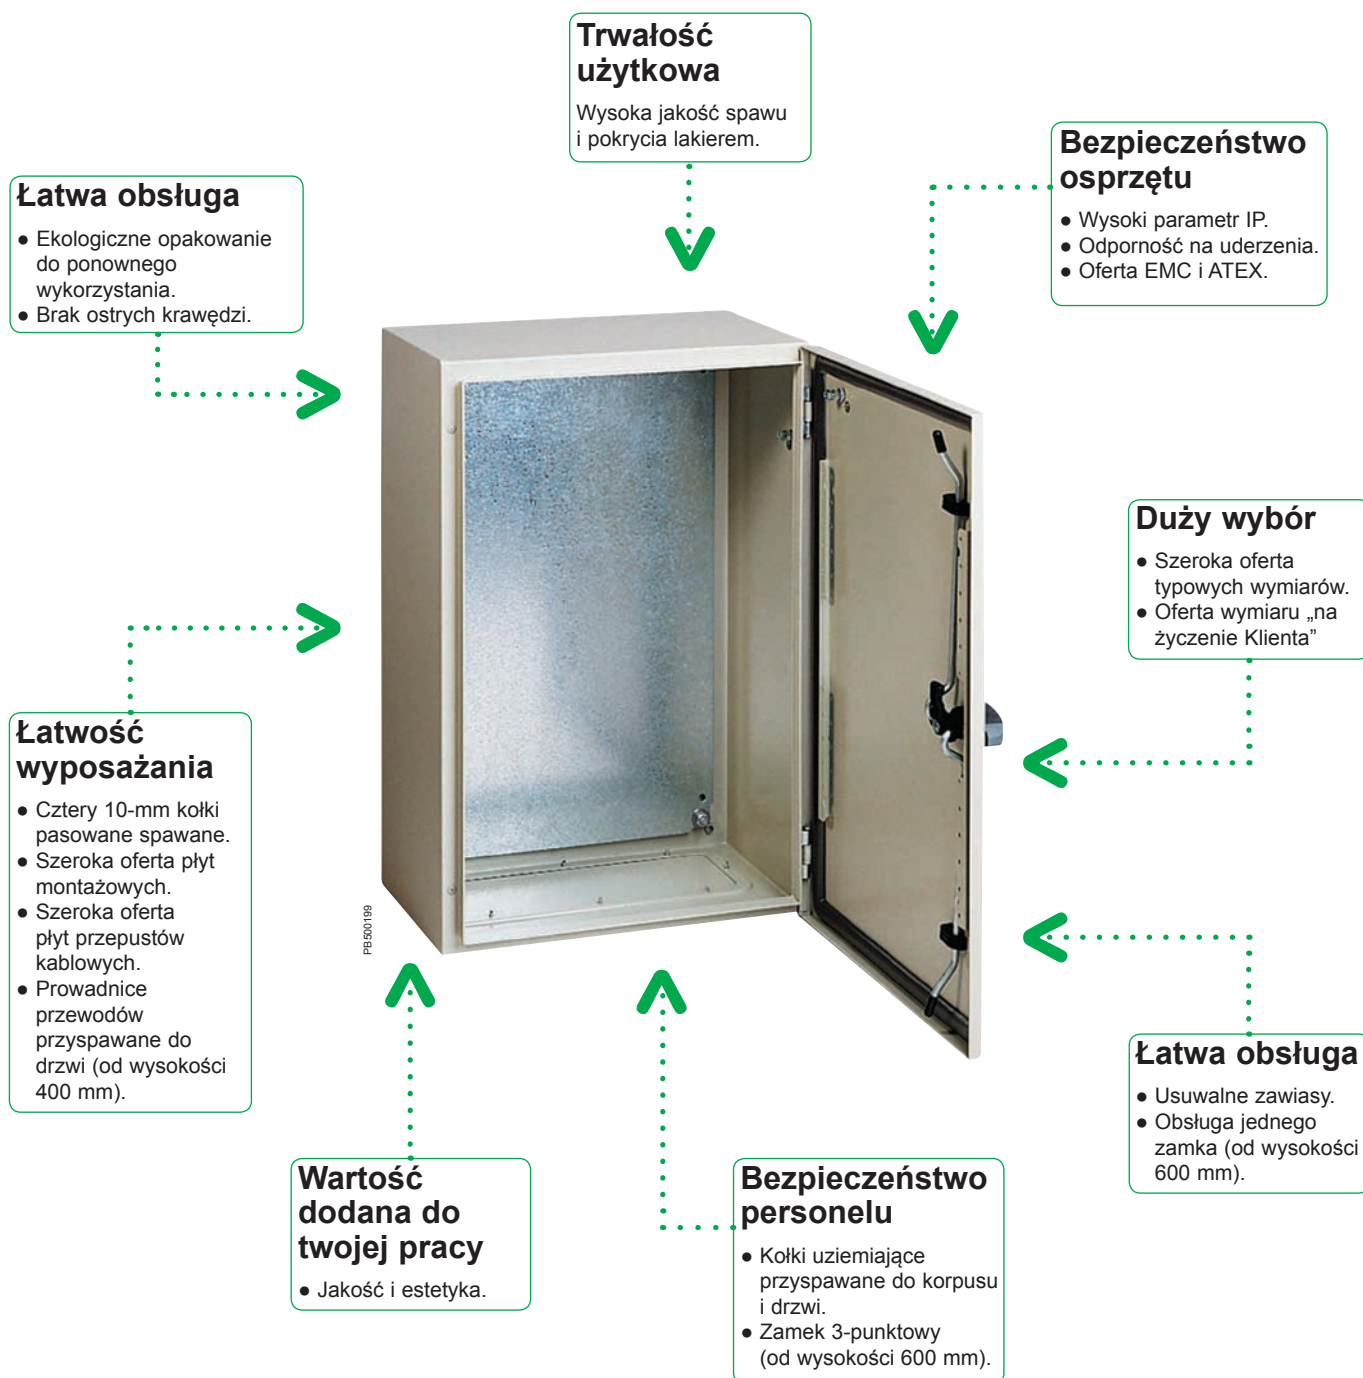 Trwałość
użytkowa
Wysoka jakość spawu
i pokrycia lakierem.
Bezpieczeństwo
osprzętu
● Wysoki parametr IP.
● Odporność na uderzenia.
● Oferta EMC i ATEX.
Łatwa obsługa
● Ekologiczne opakowanie
do ponownego
wykorzystania.
● Brak ostrych krawędzi.
Duży wybór
● Szeroka oferta
typowych wymiarów.
● Oferta wymiaru „na
życzenie Klienta”
Łatwość
wyposażania
● Cztery 10-mm kołki
pasowane spawane.
● Szeroka oferta płyt
montażowych.
● Szeroka oferta
płyt przepustów
kablowych.
● Prowadnice
przewodów
przyspawane do
drzwi (od wysokości
400 mm).
PB500199
Łatwa obsługa
● Usuwalne zawiasy.
● Obsługa jednego
zamka (od wysokości
600 mm).
Wartość
dodana do
twojej pracy
● Jakość i estetyka.
Bezpieczeństwo
personelu
● Kołki uziemiające
przyspawane do korpusu
i drzwi.
● Zamek 3-punktowy
(od wysokości 600 mm).